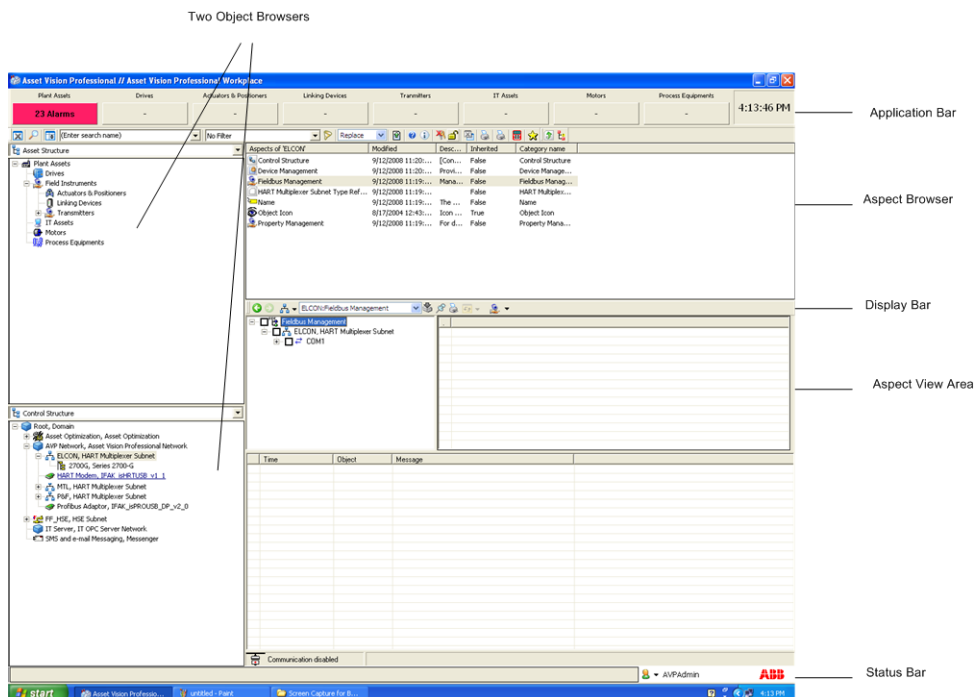 Two Object Browsers
Asset Vision Professional // Asset Vision Professional Workplace
Plant Assets Drives Actuators & Positioners Linking Devices Tranmitters IT Assets Motors Process Equipments
23 Alarms - - - - - - - 4:13:46 PM
Application Bar
(Enter search name) No Filter Replace
Asset Structure
Plant Assets
Drives
Field Instruments
Actuators & Positioners
Linking Devices
Transmitters
IT Assets
Motors
Process Equipments
Aspects of 'ELCON' Modified Desc... Inherited Category name
Control Structure 9/12/2008 11:20:... [Con... False Control Structure
Device Management 9/12/2008 11:20:... Provi... False Device Manage...
Fieldbus Management 9/12/2008 11:19:... Mana... False Fieldbus Manag...
HART Multiplexer Subnet Type Ref... 9/12/2008 11:19:... False HART Multiplex...
Name 9/12/2008 11:19:... The ... False Name
Object Icon 8/17/2004 12:43:... Icon ... True Object Icon
Property Management 9/12/2008 11:19:... For d... False Property Mana...
Aspect Browser
ELCON:Fieldbus Management
Display Bar
Fieldbus Management
ELCON, HART Multiplexer Subnet
COM1
Aspect View Area
Control Structure
Root, Domain
Asset Optimization, Asset Optimization
AVP Network, Asset Vision Professional Network
ELCON, HART Multiplexer Subnet
2700G, Series 2700-G
HART Modem, IFAK_isHRTUSB_v1_1
MTL, HART Multiplexer Subnet
P&F, HART Multiplexer Subnet
Profibus Adaptor, IFAK_isPROUSB_DP_v2_0
FF_HSE, HSE Subnet
IT Server, IT OPC Server Network
SMS and e-mail Messaging, Messenger
Time Object Message
Communication disabled
AVPAdmin ABB
Status Bar
start Asset Vision Professio... untitled - Paint Screen Capture for B... 4:13 PM